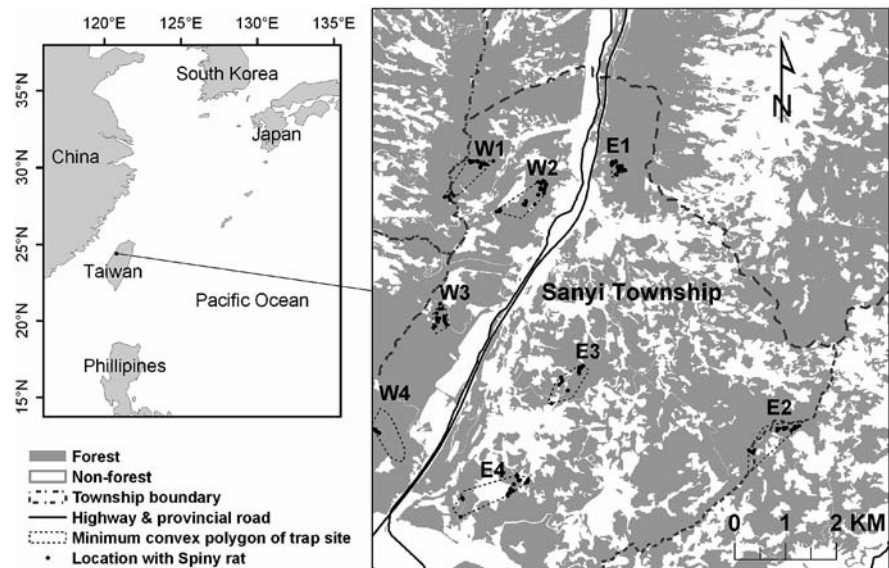 120°E 125°E 130°E 135°E
35°N
30°N
25°N
20°N
15°N
South Korea
Japan
China
Taiwan
Pacific Ocean
Phillipines
Forest
Non-forest
Township boundary
Highway & provincial road
Minimum convex polygon of trap site
Location with Spiny rat
N
W1
E1
W2
W3
Sanyi Township
E3
W4
E2
E4
0 1 2 KM